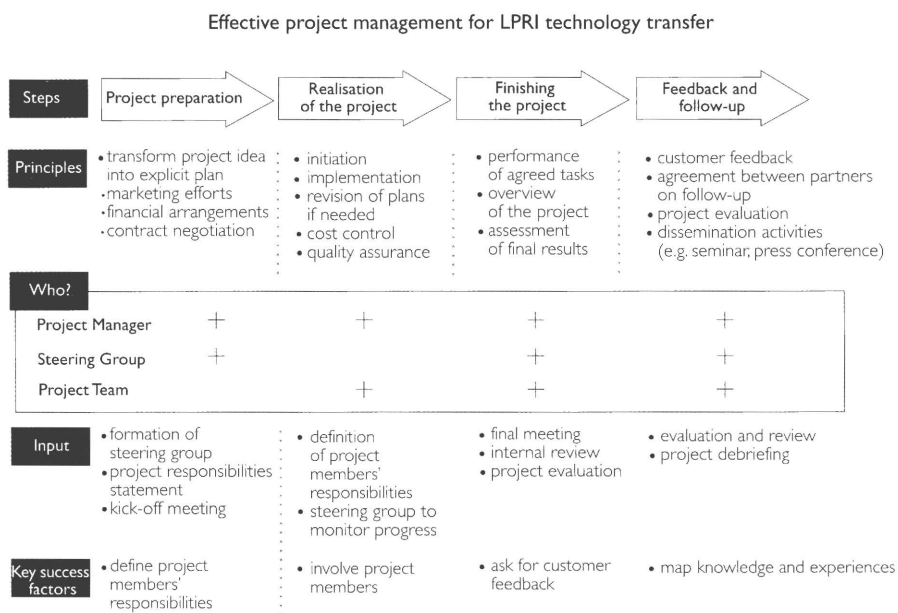 Effective project management for LPRI technology transfer
Steps
Project preparation
Realisation
of the project
Finishing
the project
Feedback and
follow-up
Principles
• transform project idea
into explicit plan
• marketing efforts
• financial arrangements
• contract negotiation
• initiation
• implementation
• revision of plans
if needed
• cost control
• quality assurance
• performance
of agreed tasks
• overview
of the project
• assessment
of final results
• customer feedback
• agreement between partners
on follow-up
• project evaluation
• dissemination activities
(e.g. seminar, press conference)
Who?
Project Manager + + + +
Steering Group + + +
Project Team + + +
Input
• formation of
steering group
• project responsibilities
statement
• kick-off meeting
• definition
of project
members'
responsibilities
• steering group to
monitor progress
• final meeting
• internal review
• project evaluation
• evaluation and review
• project debriefing
Key success
factors
• define project
members'
responsibilities
• involve project
members
• ask for customer
feedback
• map knowledge and experiences